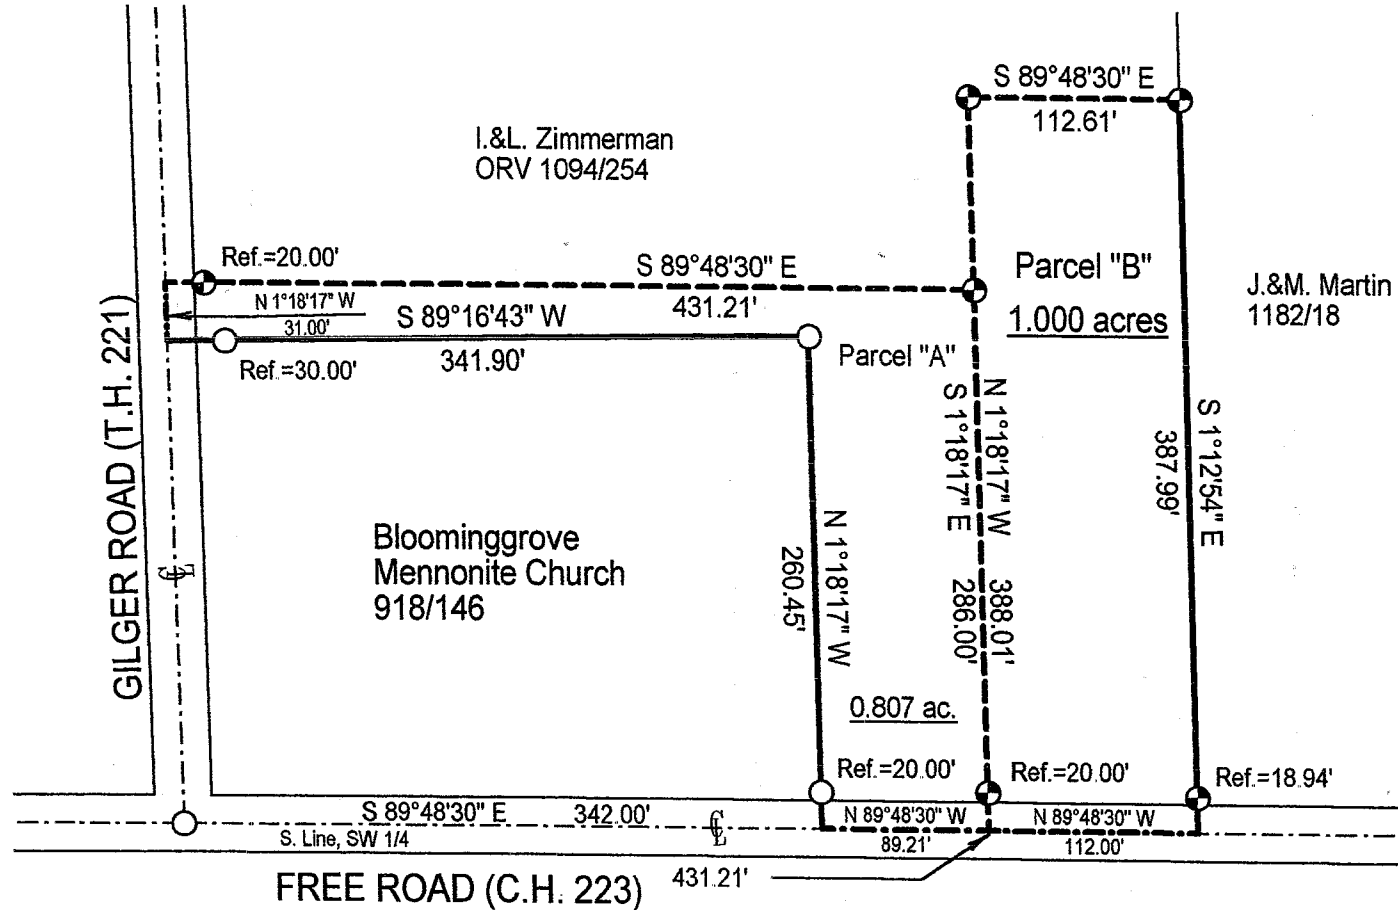 S 89°48'30" E
112.61'
I.&L. Zimmerman
ORV 1094/254
Ref.=20.00'
S 89°48'30" E
431.21'
Parcel "B"
1.000 acres
J.&M. Martin
1182/18
N 1°18'17" W
31.00'
S 89°16'43" W
341.90'
Ref.=30.00'
Parcel "A"
GILGER ROAD (T.H. 221)
N 1°18'17" W
388.01'
S 1°18'17" E
286.00'
S 1°12'54" E
387.99'
N 1°18'17" W
260.45'
Bloominggrove
Mennonite Church
918/146
0.807 ac.
Ref.=20.00'
Ref.=20.00'
Ref.=18.94'
S 89°48'30" E 342.00'
S. Line, SW 1/4
N 89°48'30" W
89.21'
N 89°48'30" W
112.00'
431.21'
FREE ROAD (C.H. 223)
CL
CL